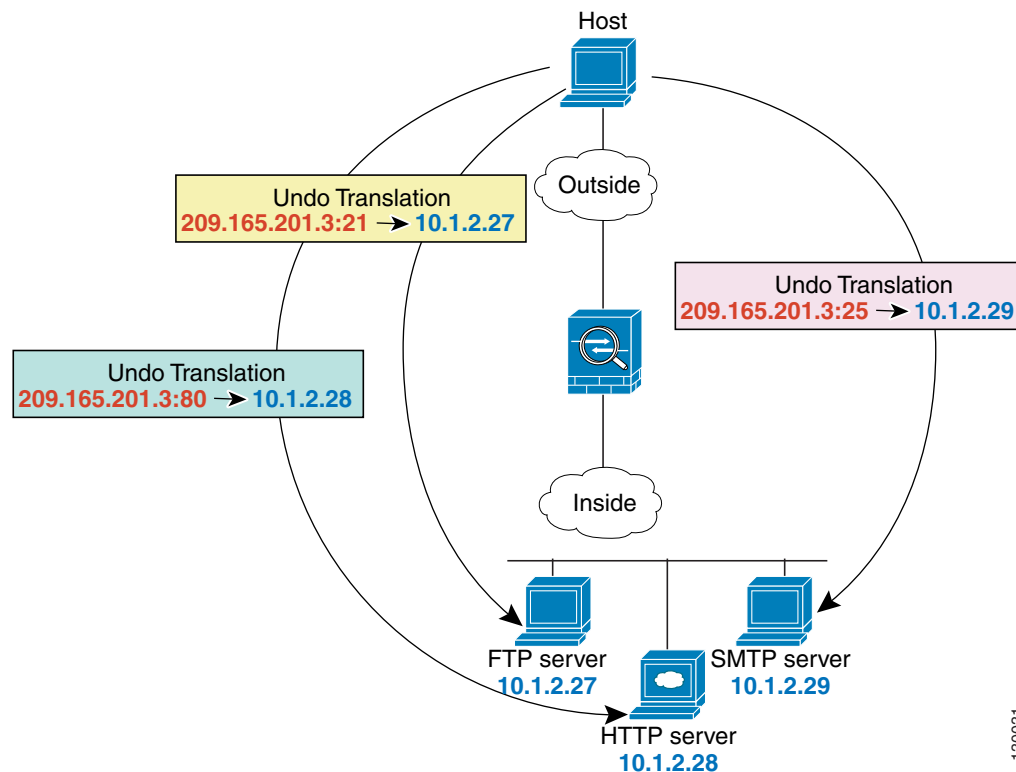 Host
Outside
Undo Translation
209.165.201.3:21 → 10.1.2.27
Undo Translation
209.165.201.3:25 → 10.1.2.29
Undo Translation
209.165.201.3:80 → 10.1.2.28
Inside
FTP server
10.1.2.27
SMTP server
10.1.2.29
HTTP server
10.1.2.28